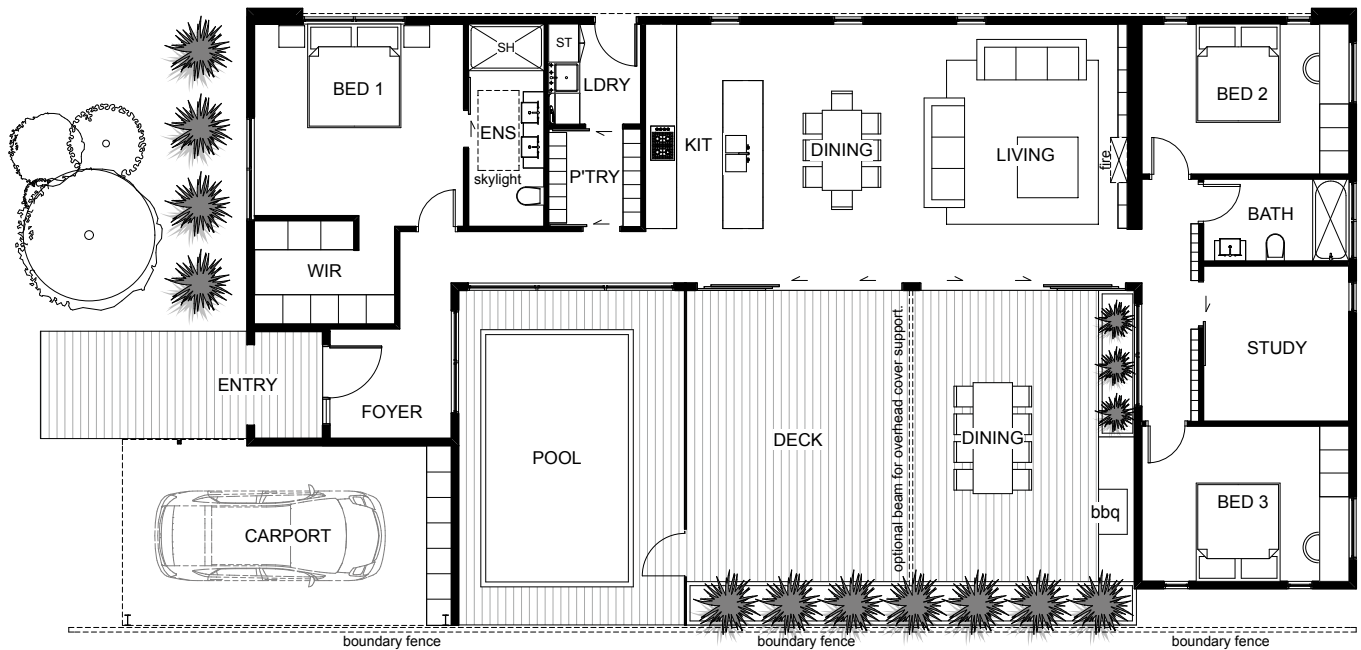 SH
ST
BED 1
LDRY
BED 2
ENS
KIT
DINING
LIVING
fire
skylight
P'TRY
BATH
WIR
STUDY
ENTRY
FOYER
optional beam for overhead cover support.
DECK
DINING
POOL
BED 3
bbq
CARPORT
boundary fence
boundary fence
boundary fence